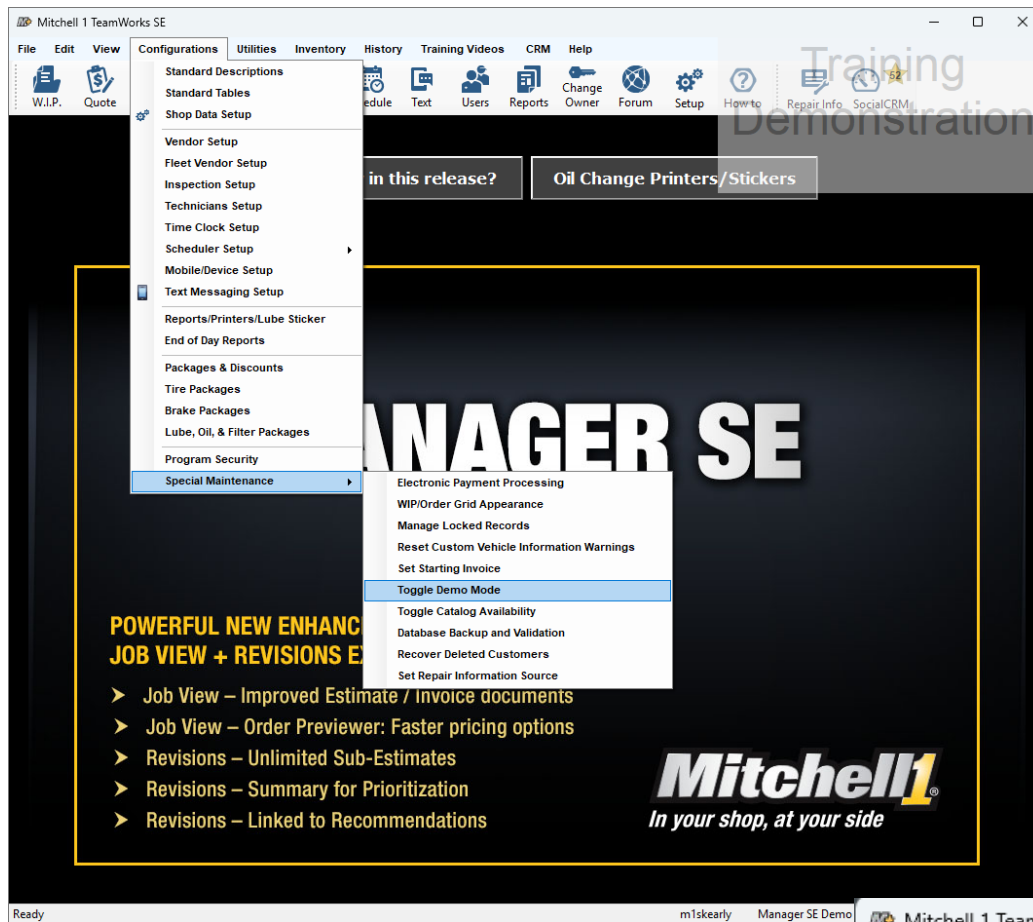 Mitchell 1 TeamWorks SE
File Edit View Configurations Utilities Inventory History Training Videos CRM Help
W.I.P. Quote edule Text Users Reports Change Owner Forum Setup How to Repair Info SocialCRM 52
Training
Demonstration
Standard Descriptions
Standard Tables
Shop Data Setup
Vendor Setup
Fleet Vendor Setup
Inspection Setup
Technicians Setup
Time Clock Setup
Scheduler Setup
Mobile/Device Setup
Text Messaging Setup
Reports/Printers/Lube Sticker
End of Day Reports
Packages & Discounts
Tire Packages
Brake Packages
Lube, Oil, & Filter Packages
Program Security
Special Maintenance
in this release? Oil Change Printers/Stickers
ANAGER SE
Electronic Payment Processing
WIP/Order Grid Appearance
Manage Locked Records
Reset Custom Vehicle Information Warnings
Set Starting Invoice
Toggle Demo Mode
Toggle Catalog Availability
Database Backup and Validation
Recover Deleted Customers
Set Repair Information Source
POWERFUL NEW ENHANC
JOB VIEW + REVISIONS E
Job View – Improved Estimate / Invoice documents
Job View – Order Previewer: Faster pricing options
Revisions – Unlimited Sub-Estimates
Revisions – Summary for Prioritization
Revisions – Linked to Recommendations
Mitchell1®
In your shop, at your side
Ready m1skearly Manager SE Demo
Mitchell 1 Tear